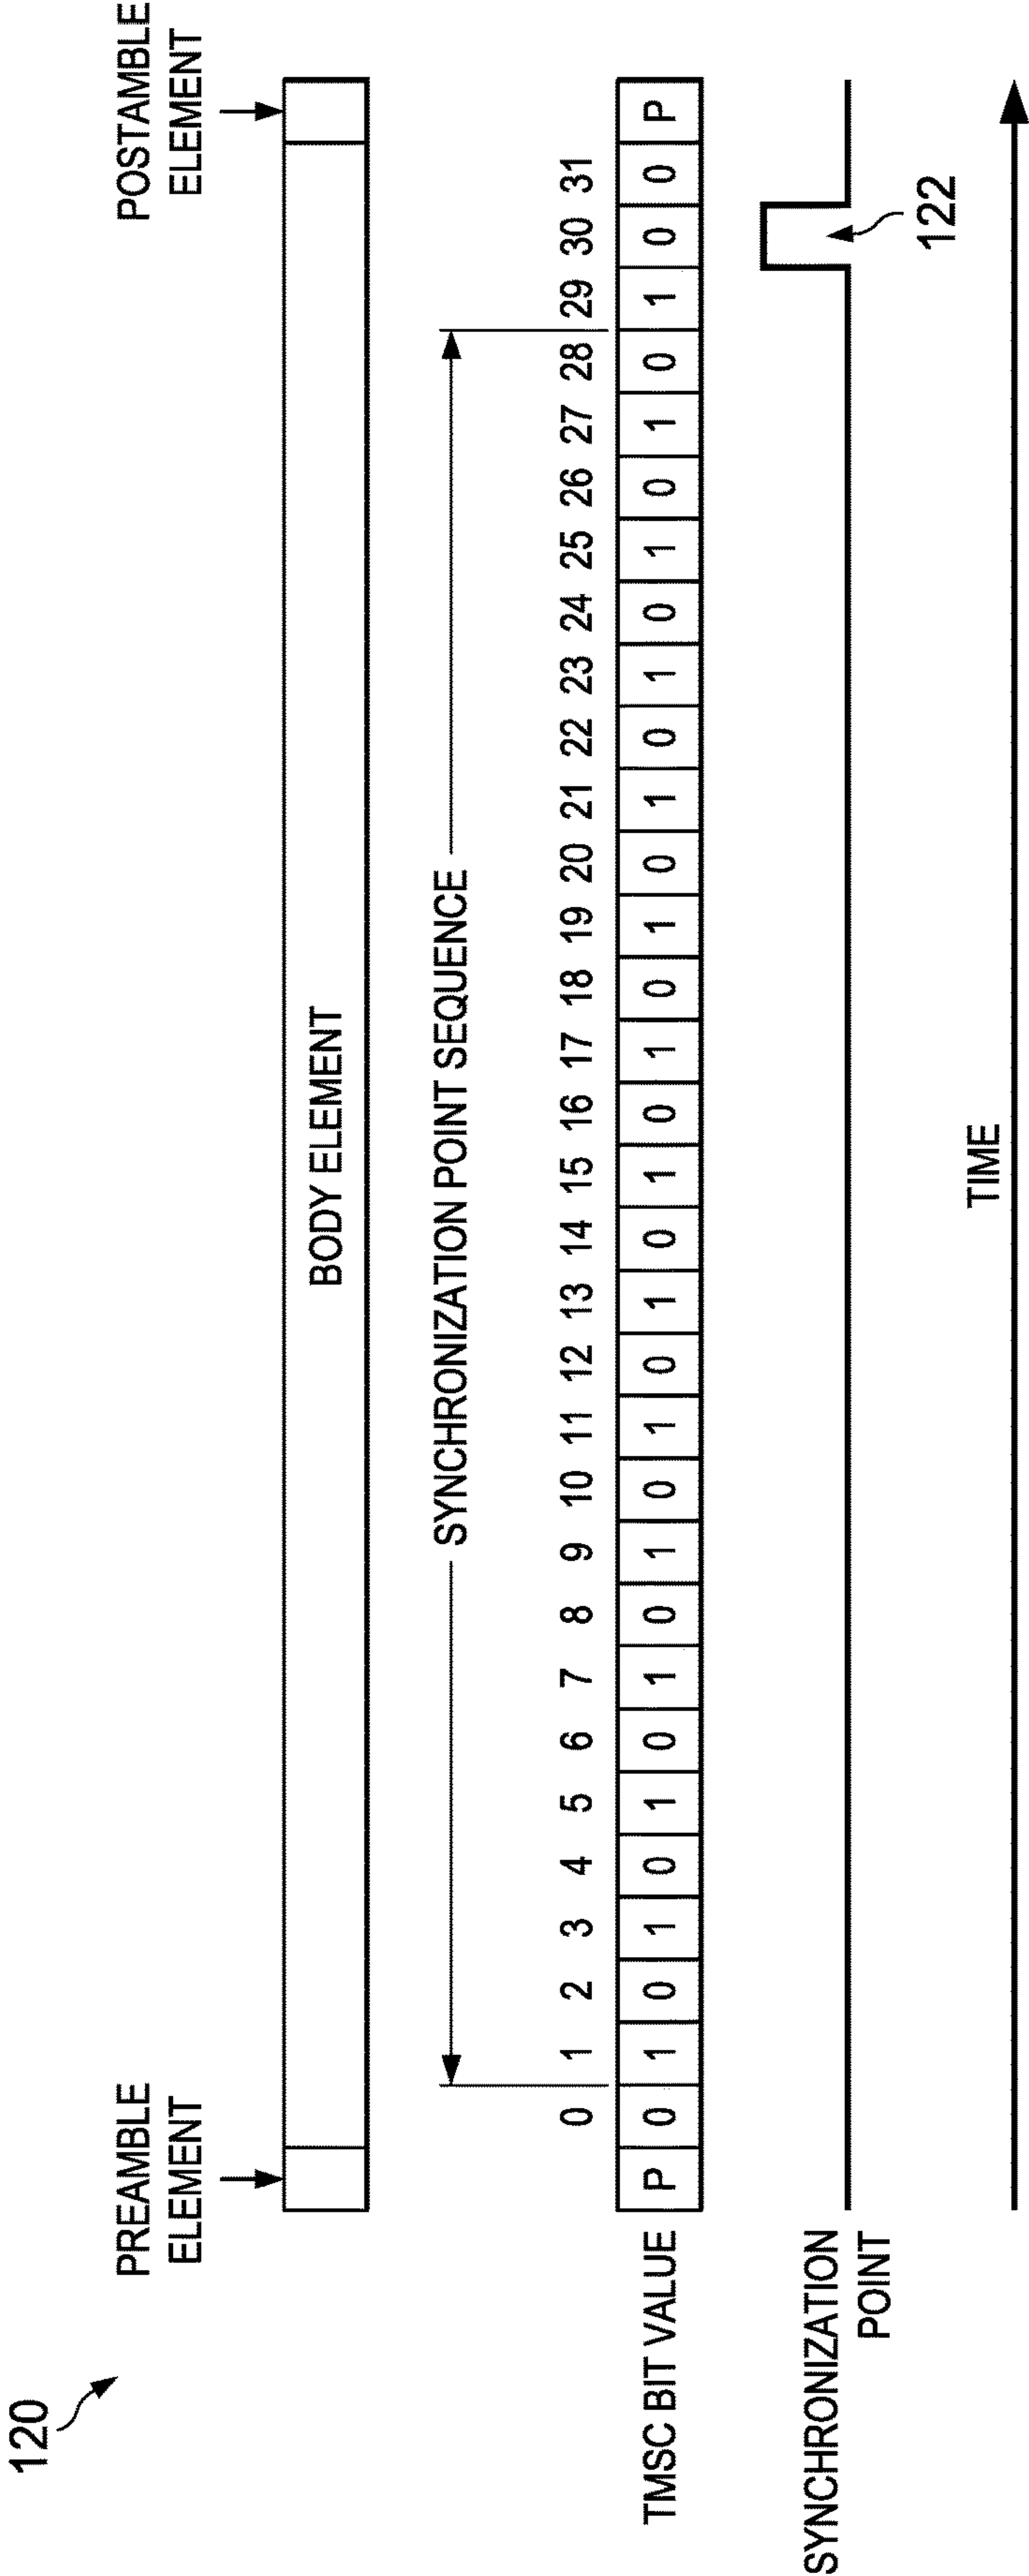 120
PREAMBLE
ELEMENT
POSTAMBLE
ELEMENT
BODY ELEMENT
SYNCHRONIZATION POINT SEQUENCE
0 1 2 3 4 5 6 7 8 9 10 11 12 13 14 15 16 17 18 19 20 21 22 23 24 25 26 27 28 29 30 31
TMSC BIT VALUE P 0 1 0 1 0 1 0 1 0 1 0 1 0 1 0 1 0 1 0 1 0 1 0 1 0 1 0 1 0 1 0 0 P
SYNCHRONIZATION
POINT
122
TIME